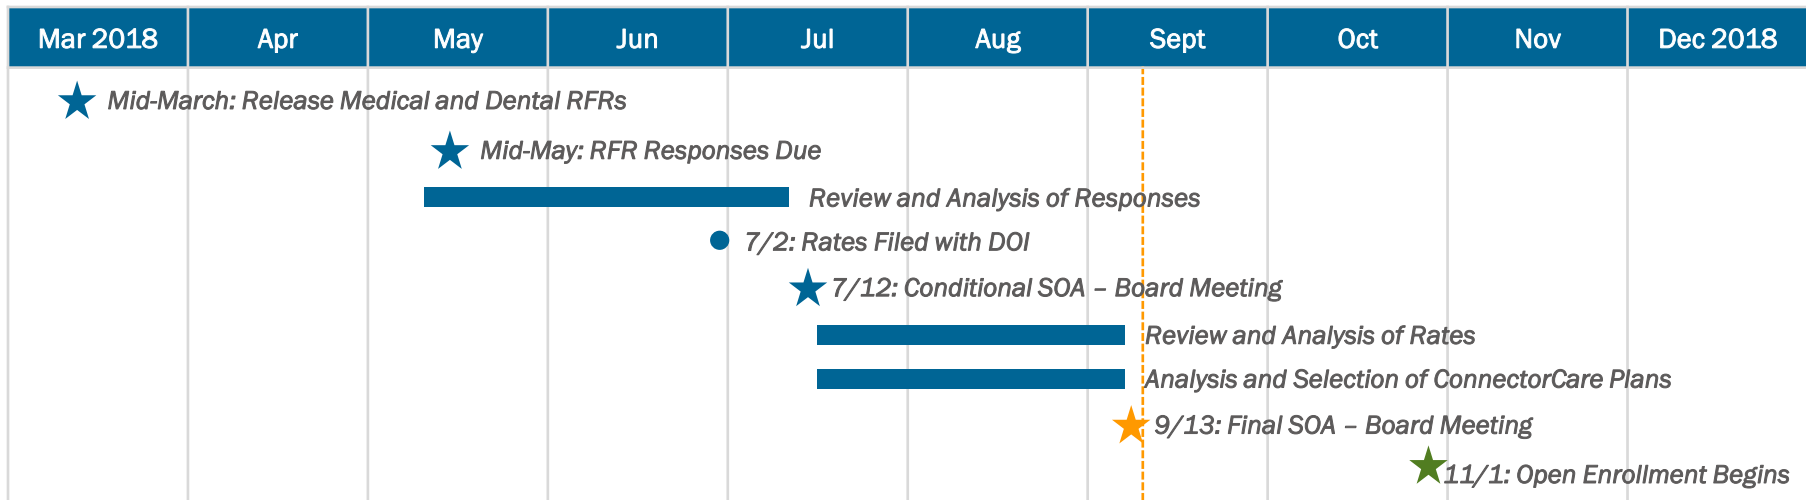 Mar 2018 Apr May Jun Jul Aug Sept Oct Nov Dec 2018
Mid-March: Release Medical and Dental RFRs
Mid-May: RFR Responses Due
Review and Analysis of Responses
7/2: Rates Filed with DOI
7/12: Conditional SOA – Board Meeting
Review and Analysis of Rates
Analysis and Selection of ConnectorCare Plans
9/13: Final SOA – Board Meeting
11/1: Open Enrollment Begins